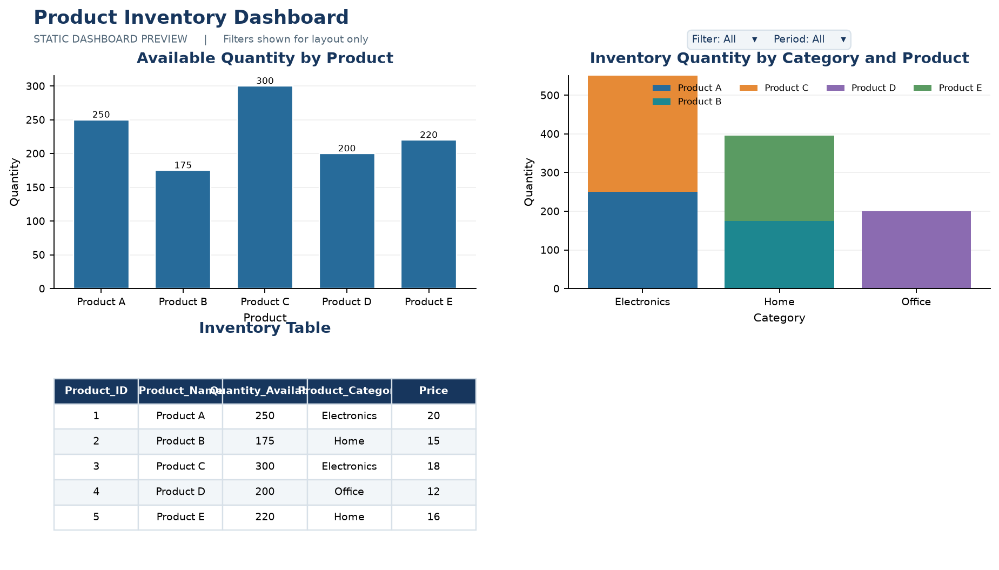 Product Inventory Dashboard
STATIC DASHBOARD PREVIEW | Filters shown for layout only
Filter: All ▼ Period: All ▼
Available Quantity by Product
300
250
200
150
100
50
0
Quantity
250
175
300
200
220
Product A Product B Product C Product D Product E
Product
Inventory Quantity by Category and Product
Product A Product C Product D Product E
Product B
500
400
300
200
100
0
Quantity
Electronics Home Office
Category
Inventory Table
Product_ID Product_Name Quantity_Availab Product_Categor Price
1 Product A 250 Electronics 20
2 Product B 175 Home 15
3 Product C 300 Electronics 18
4 Product D 200 Office 12
5 Product E 220 Home 16